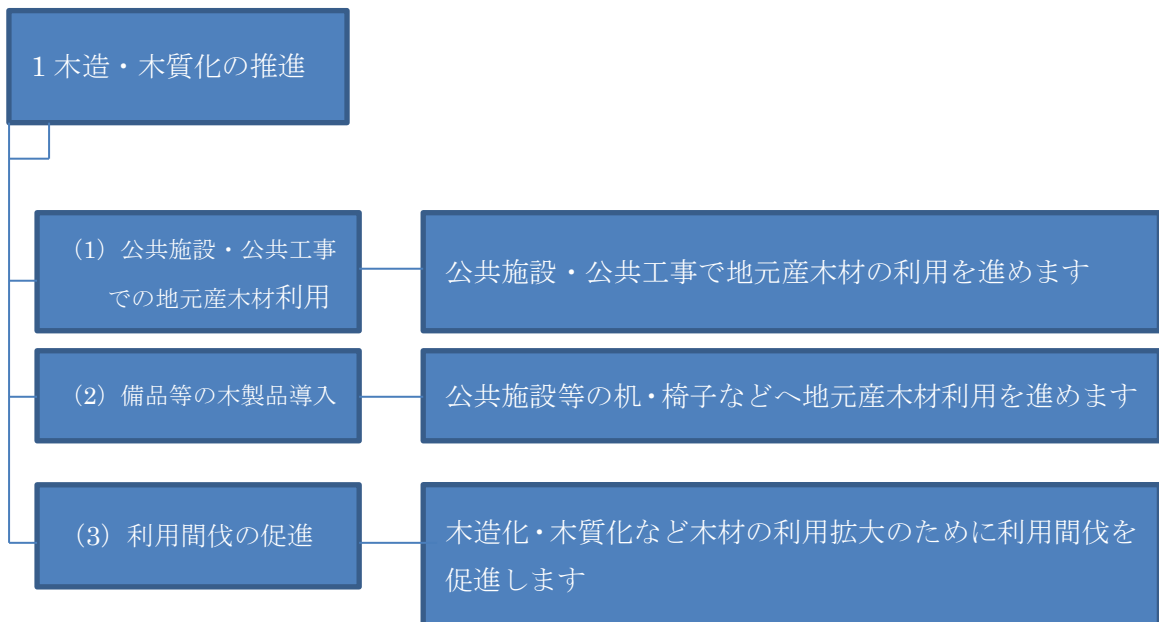 1 木造・木質化の推進
(1) 公共施設・公共工事
での地元産木材利用
公共施設・公共工事で地元産木材の利用を進めます
(2) 備品等の木製品導入
公共施設等の机・椅子などへ地元産木材利用を進めます
(3) 利用間伐の促進
木造化・木質化など木材の利用拡大のために利用間伐を
促進します